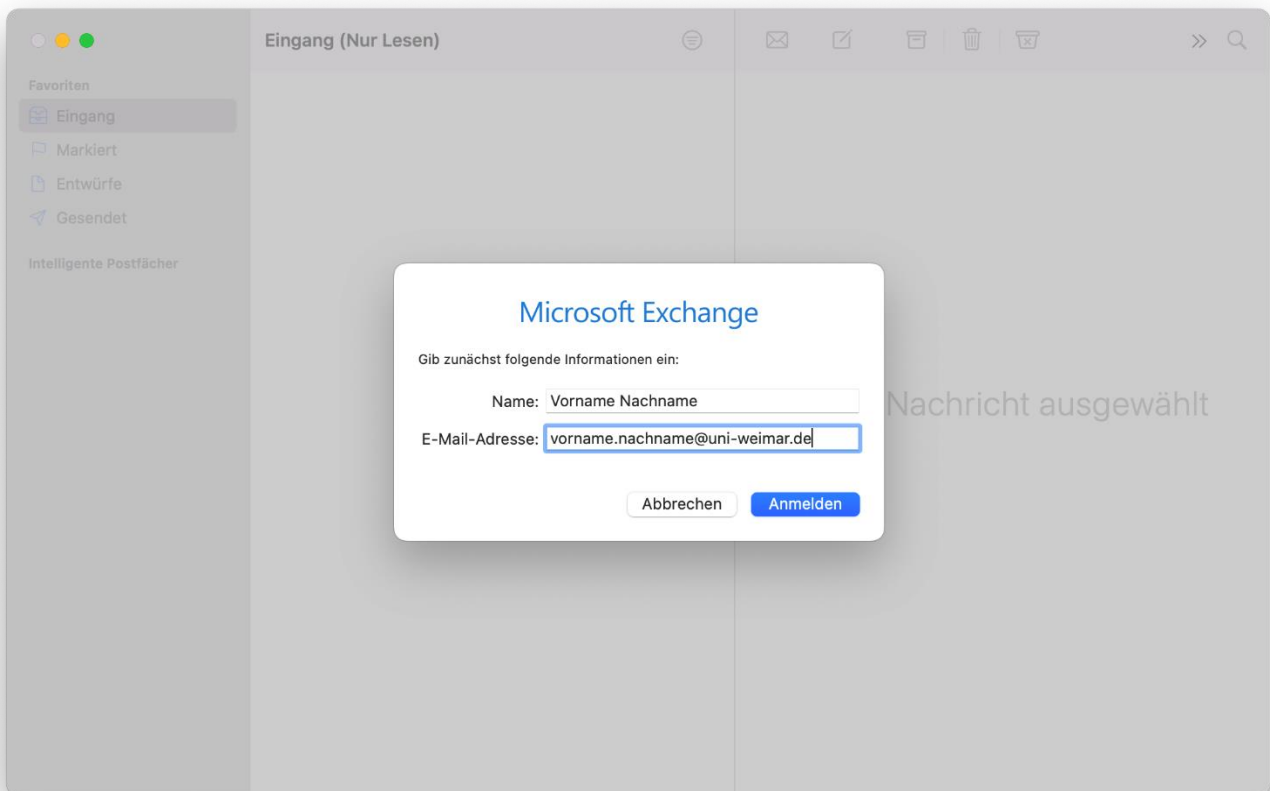 Eingang (Nur Lesen)
Favoriten
Eingang
Markiert
Entwürfe
Gesendet
Intelligente Postfächer
Microsoft Exchange
Gib zunächst folgende Informationen ein:
Name: Vorname Nachname
E-Mail-Adresse: vorname.nachname@uni-weimar.de
Abbrechen Anmelden
Nachricht ausgewählt